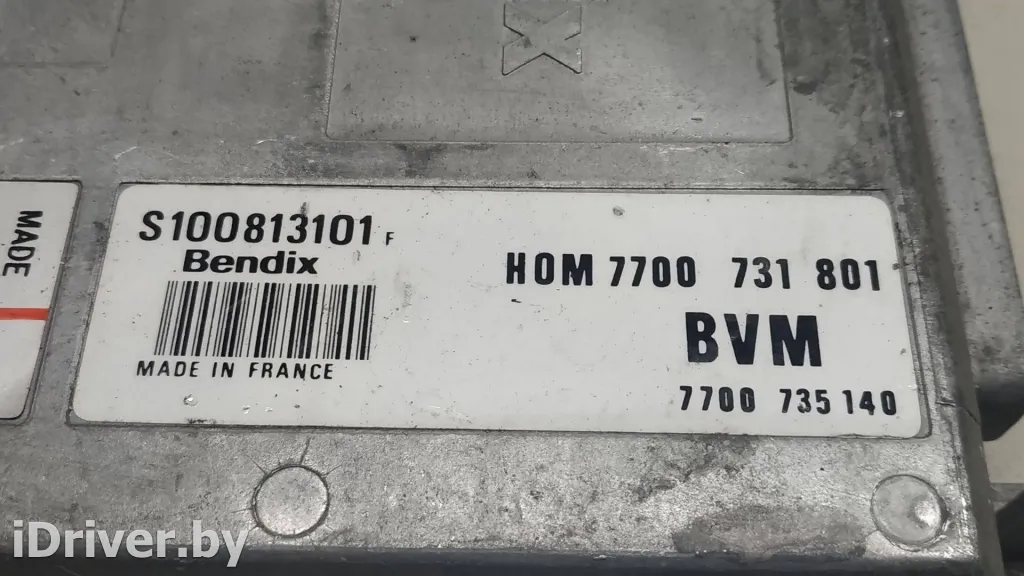 MADE
S100813101 F
Bendix
MADE IN FRANCE
HOM 7700 731 801
BVM
7700 735 140
iDriver.by